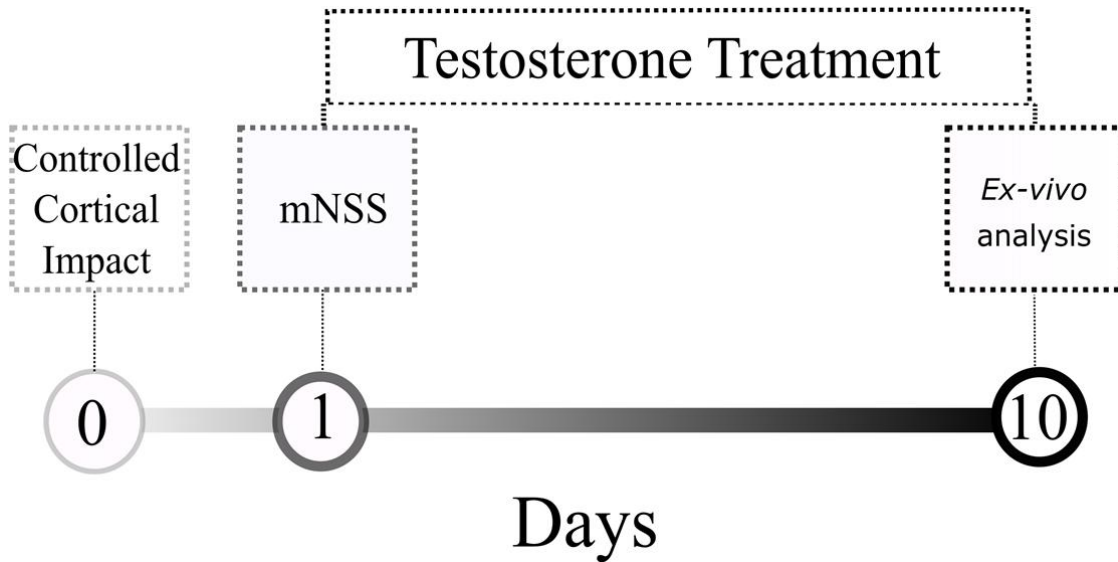 Testosterone Treatment
Controlled
Cortical
Impact
mNSS
Ex-vivo
analysis
0
1
10
Days